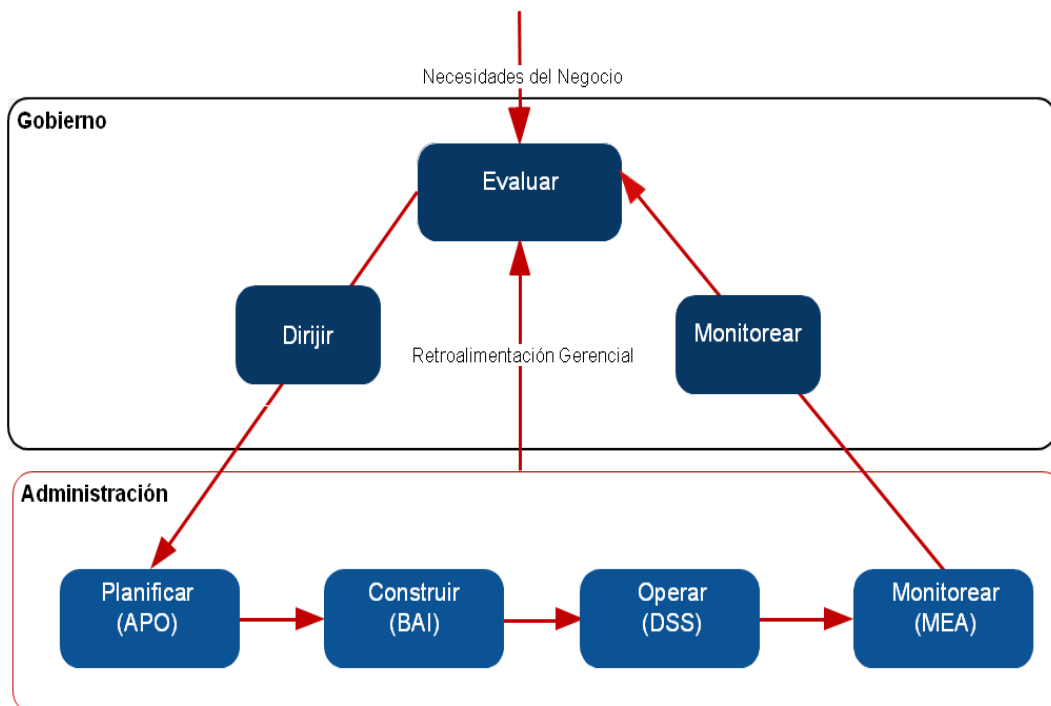 Necesidades del Negocio
Gobierno
Evaluar
Dirijir
Retroalimentación Gerencial
Monitorear
Administración
Planificar
(APO)
Construir
(BAI)
Operar
(DSS)
Monitorear
(MEA)